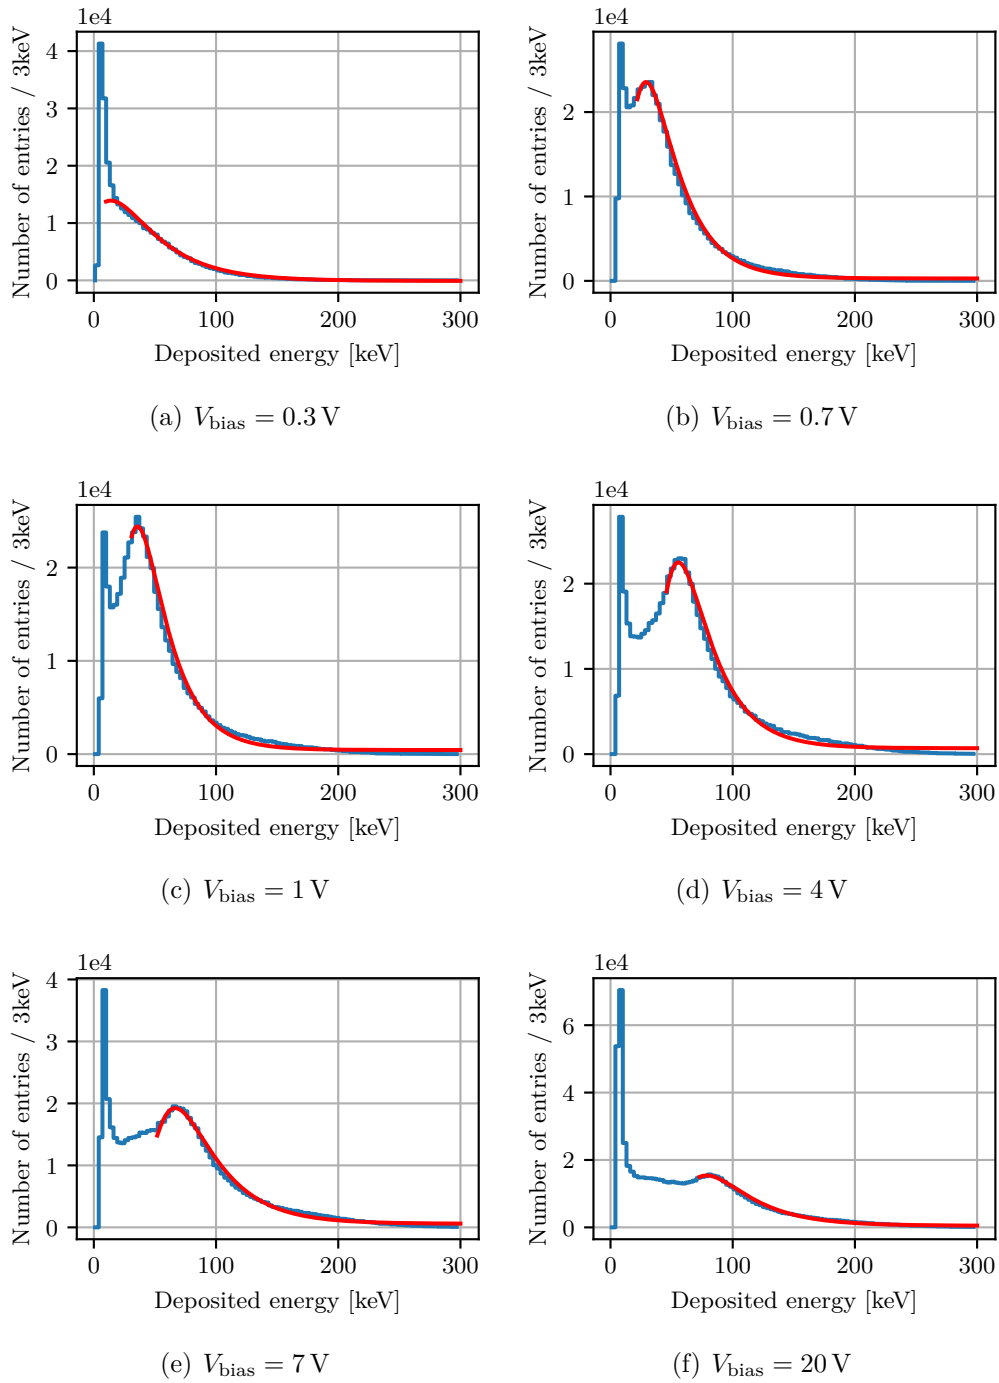 1e4
Number of entries / 3keV
4
3
2
1
0
0 100 200 300
Deposited energy [keV]
(a) V_bias = 0.3 V
1e4
Number of entries / 3keV
2
1
0
0 100 200 300
Deposited energy [keV]
(b) V_bias = 0.7 V
1e4
Number of entries / 3keV
2
1
0
0 100 200 300
Deposited energy [keV]
(c) V_bias = 1 V
1e4
Number of entries / 3keV
2
1
0
0 100 200 300
Deposited energy [keV]
(d) V_bias = 4 V
1e4
Number of entries / 3keV
4
3
2
1
0
0 100 200 300
Deposited energy [keV]
(e) V_bias = 7 V
1e4
Number of entries / 3keV
6
4
2
0
0 100 200 300
Deposited energy [keV]
(f) V_bias = 20 V